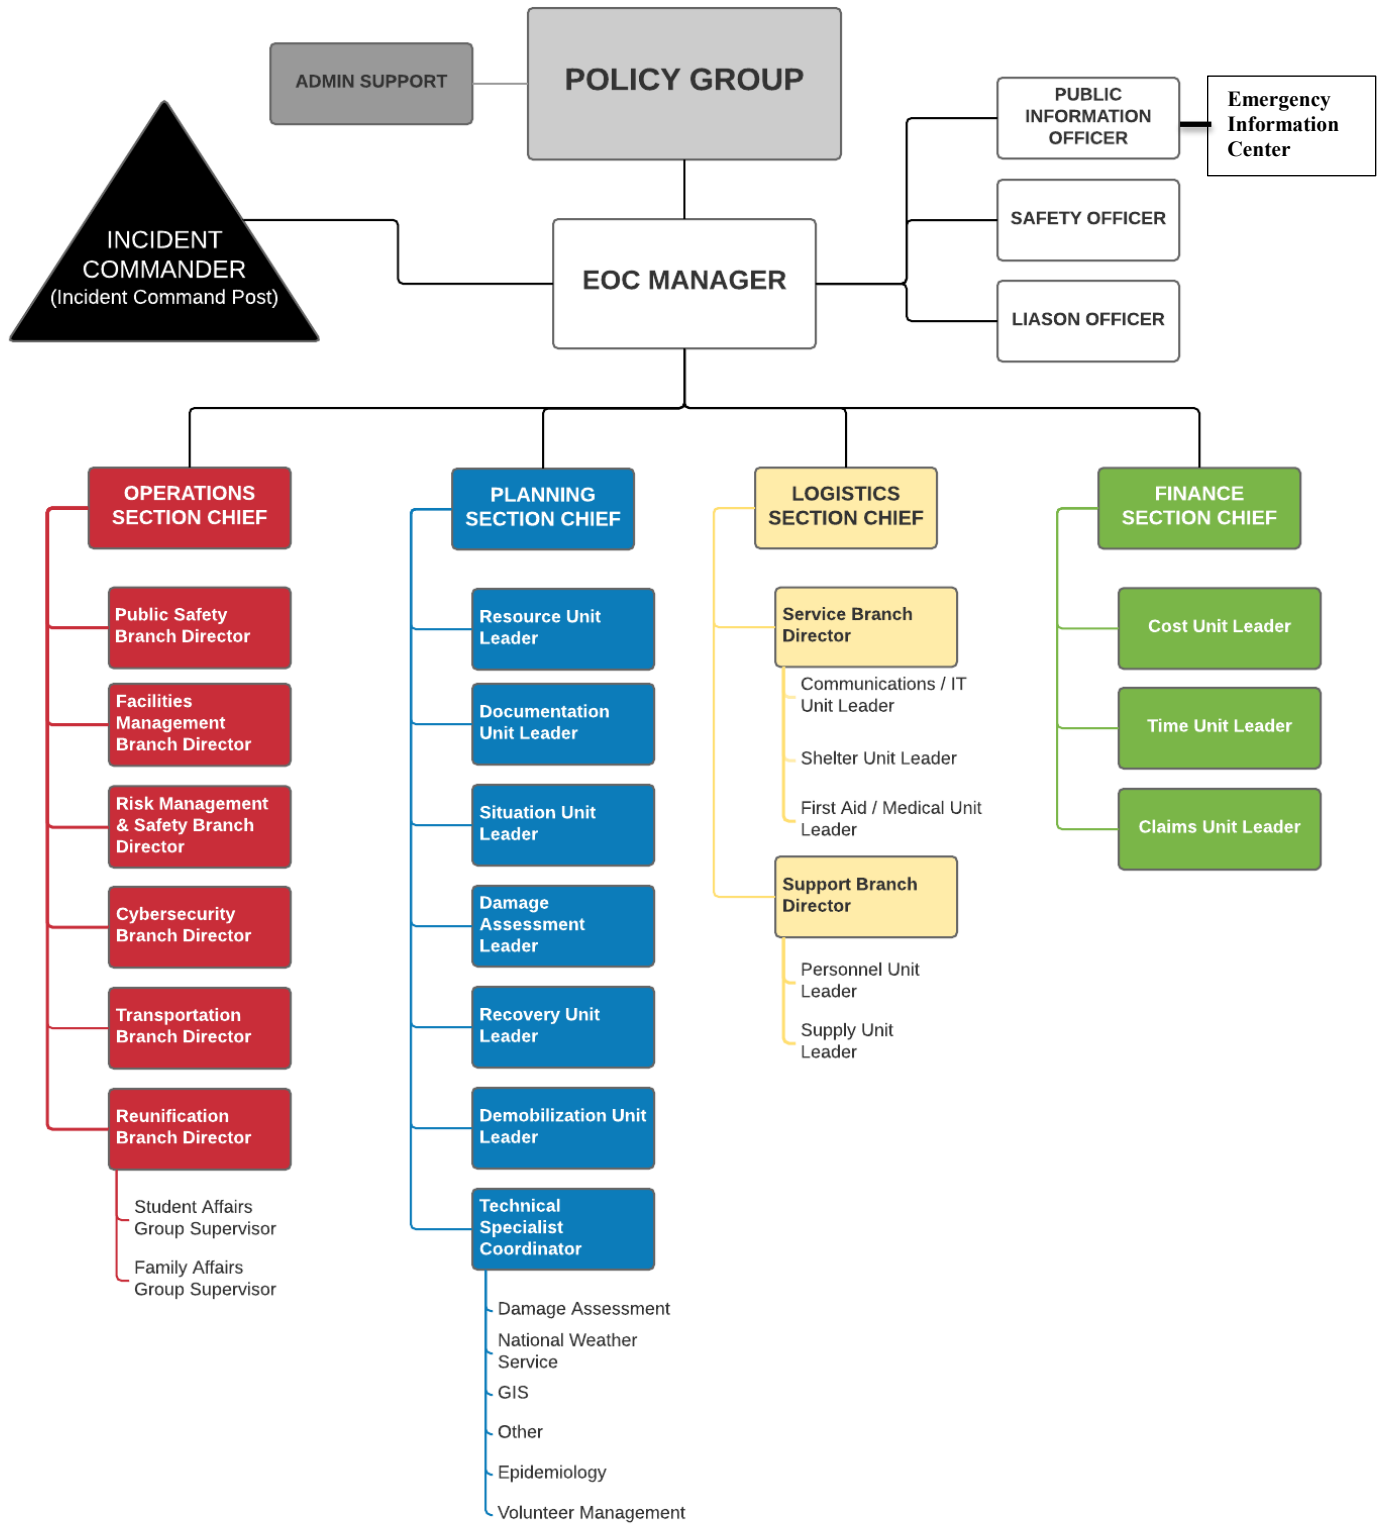 ADMIN SUPPORT
POLICY GROUP
PUBLIC
INFORMATION
OFFICER
Emergency
Information
Center
SAFETY OFFICER
LIASON OFFICER
INCIDENT
COMMANDER
(Incident Command Post)
EOC MANAGER
OPERATIONS
SECTION CHIEF
Public Safety
Branch Director
Facilities
Management
Branch Director
Risk Management
& Safety Branch
Director
Cybersecurity
Branch Director
Transportation
Branch Director
Reunification
Branch Director
Student Affairs
Group Supervisor
Family Affairs
Group Supervisor
PLANNING
SECTION CHIEF
Resource Unit
Leader
Documentation
Unit Leader
Situation Unit
Leader
Damage
Assessment
Leader
Recovery Unit
Leader
Demobilization Unit
Leader
Technical
Specialist
Coordinator
Damage Assessment
National Weather
Service
GIS
Other
Epidemiology
Volunteer Management
LOGISTICS
SECTION CHIEF
Service Branch
Director
Communications / IT
Unit Leader
Shelter Unit Leader
First Aid / Medical Unit
Leader
Support Branch
Director
Personnel Unit
Leader
Supply Unit
Leader
FINANCE
SECTION CHIEF
Cost Unit Leader
Time Unit Leader
Claims Unit Leader